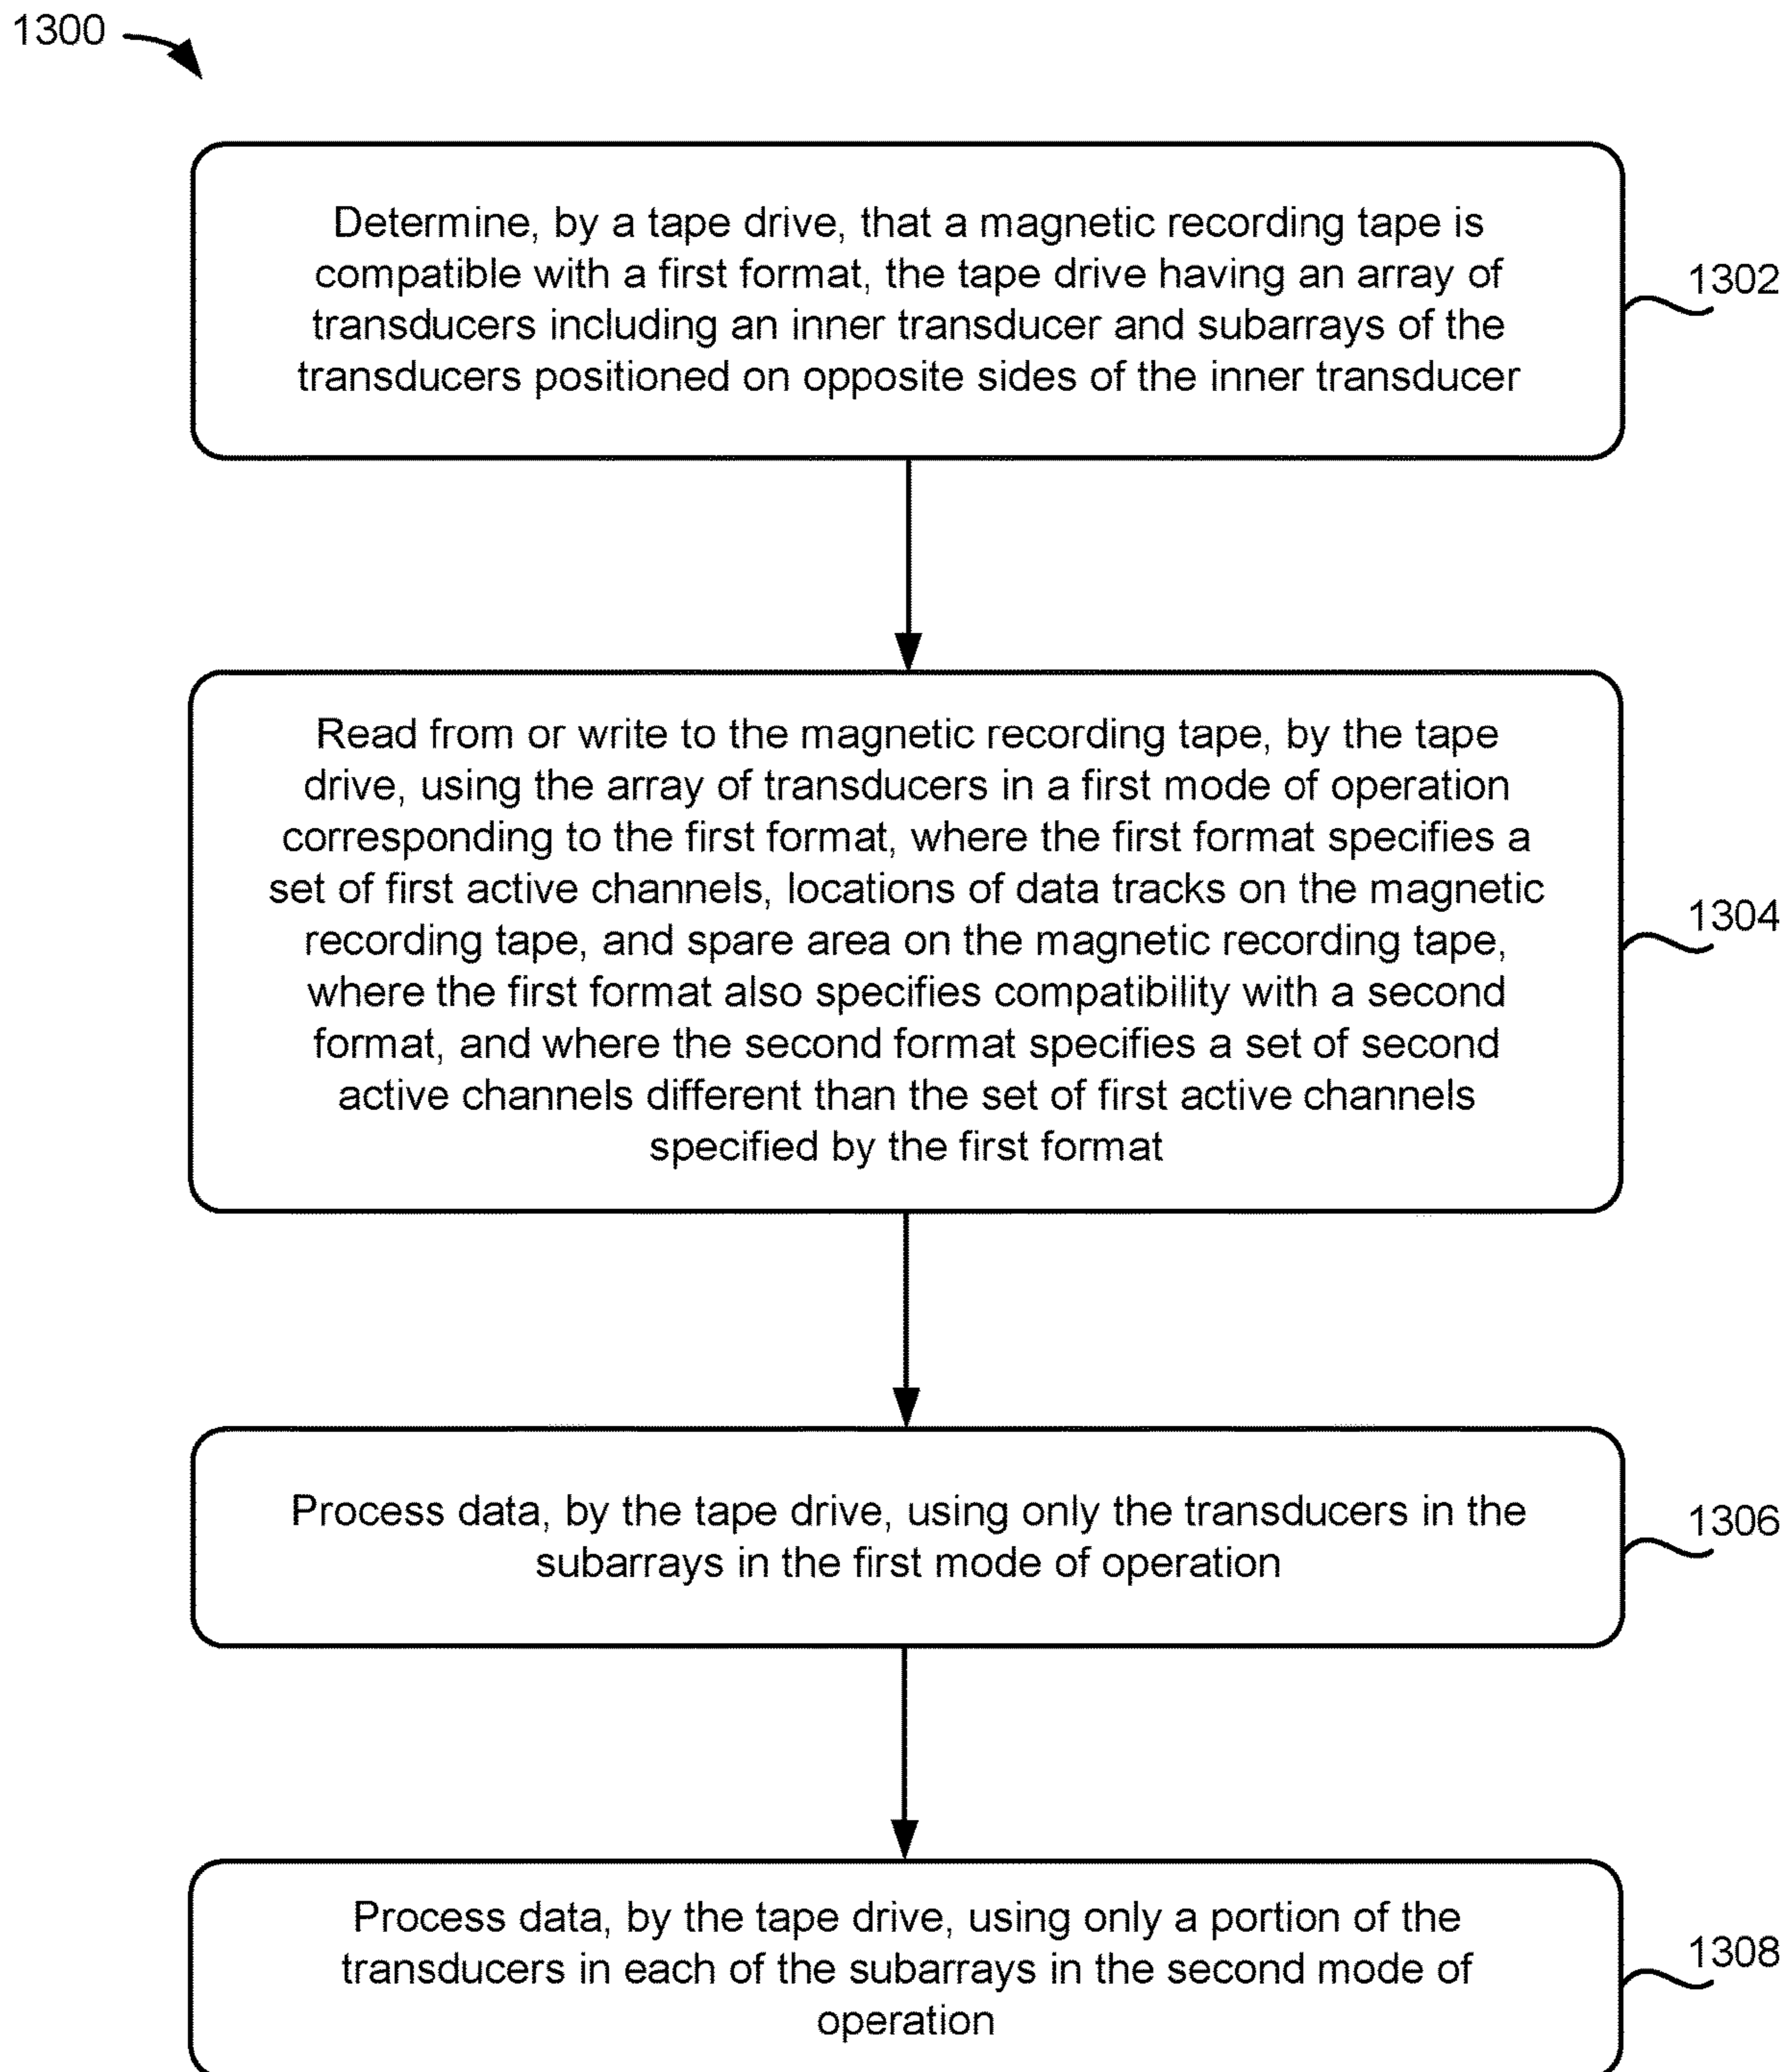 1300
Determine, by a tape drive, that a magnetic recording tape is
compatible with a first format, the tape drive having an array of
transducers including an inner transducer and subarrays of the
transducers positioned on opposite sides of the inner transducer
1302
Read from or write to the magnetic recording tape, by the tape
drive, using the array of transducers in a first mode of operation
corresponding to the first format, where the first format specifies a
set of first active channels, locations of data tracks on the magnetic
recording tape, and spare area on the magnetic recording tape,
where the first format also specifies compatibility with a second
format, and where the second format specifies a set of second
active channels different than the set of first active channels
specified by the first format
1304
Process data, by the tape drive, using only the transducers in the
subarrays in the first mode of operation
1306
Process data, by the tape drive, using only a portion of the
transducers in each of the subarrays in the second mode of
operation
1308